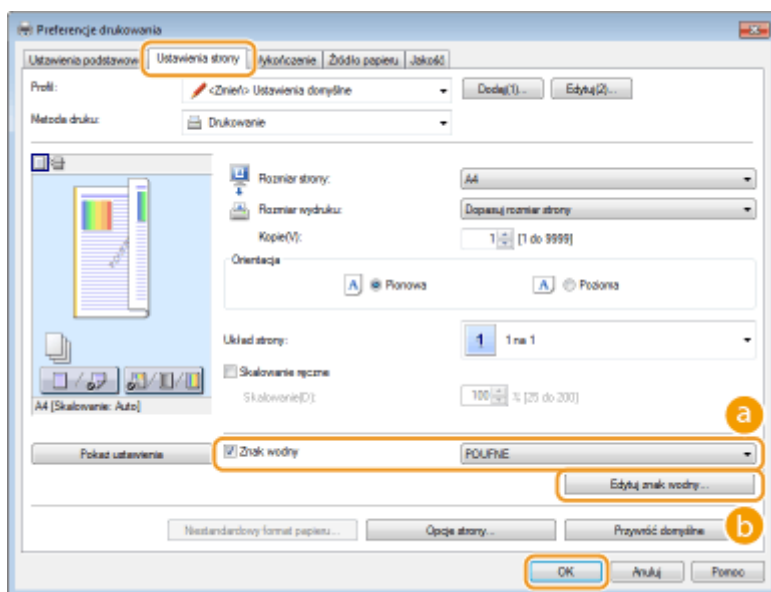 Preferencje drukowania
Ustawienia podstawow Ustawienia strony Wykończenie Źródło papieru Jakość
Profil: <Zmień> Ustawienia domyślne Dodaj(1)... Edytuj(2)...
Metoda druku: Drukowanie
Rozmiar strony: A4
Rozmiar wydruku: Dopasuj rozmiar strony
Kopie(V): 1 [1 do 9999]
Orientacja
A Pionowa A Pozioma
Układ strony: 1 1 na 1
Skalowanie ręczne
Skalowanie(D): 100 % [25 do 200]
A4 [Skalowanie: Auto]
a
Pokaż ustawienia Znak wodny POUFNE
Edytuj znak wodny...
b
Niestandardowy format papieru... Opcje strony... Przywróć domyślne
OK Anuluj Pomoc